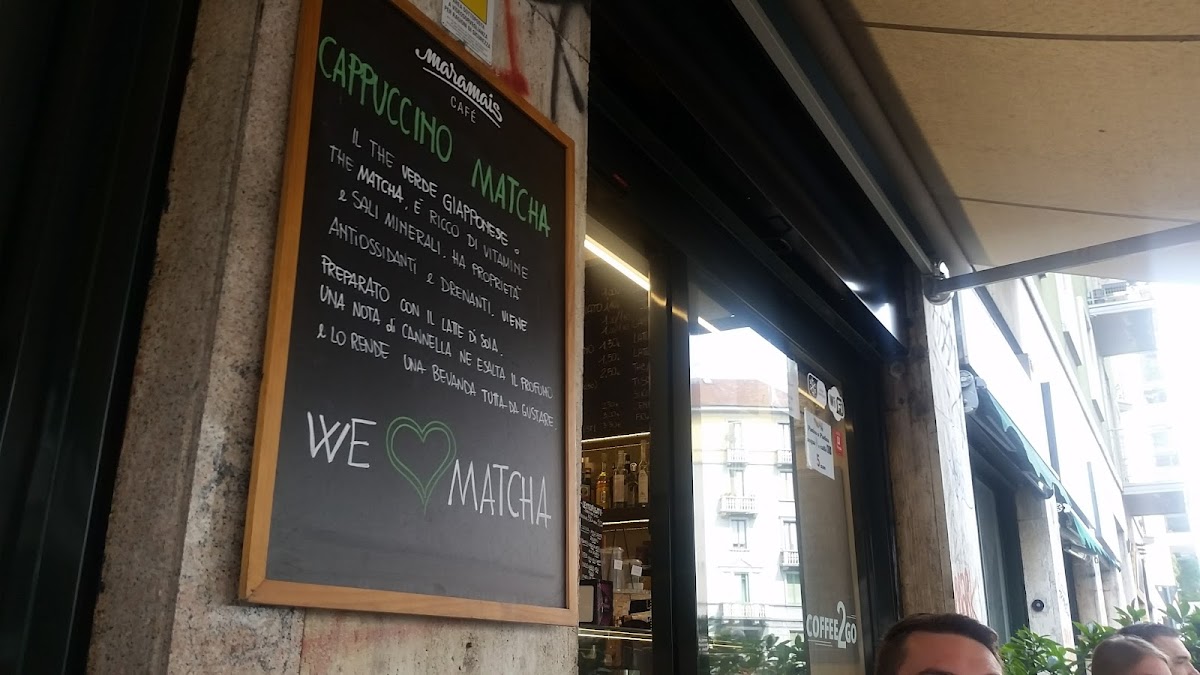 maramais
CAFÉ
CAPPUCCINO MATCHA
IL THE VERDE GIAPPONESE o
THE MATCHA, É RICCO DI VITAMINE
e SALI MINERALI. HA PROPRIETÀ
ANTIOSSIDANTI e DRENANTI. VIENE
PREPARATO CON IL LATTE DI SOIA.
UNA NOTA di CANNELLA NE ESALTA IL PROFUMO
e LO RENDE UNA BEVANDA TUTTA DA GUSTARE
WE MATCHA
COFFEE2GO